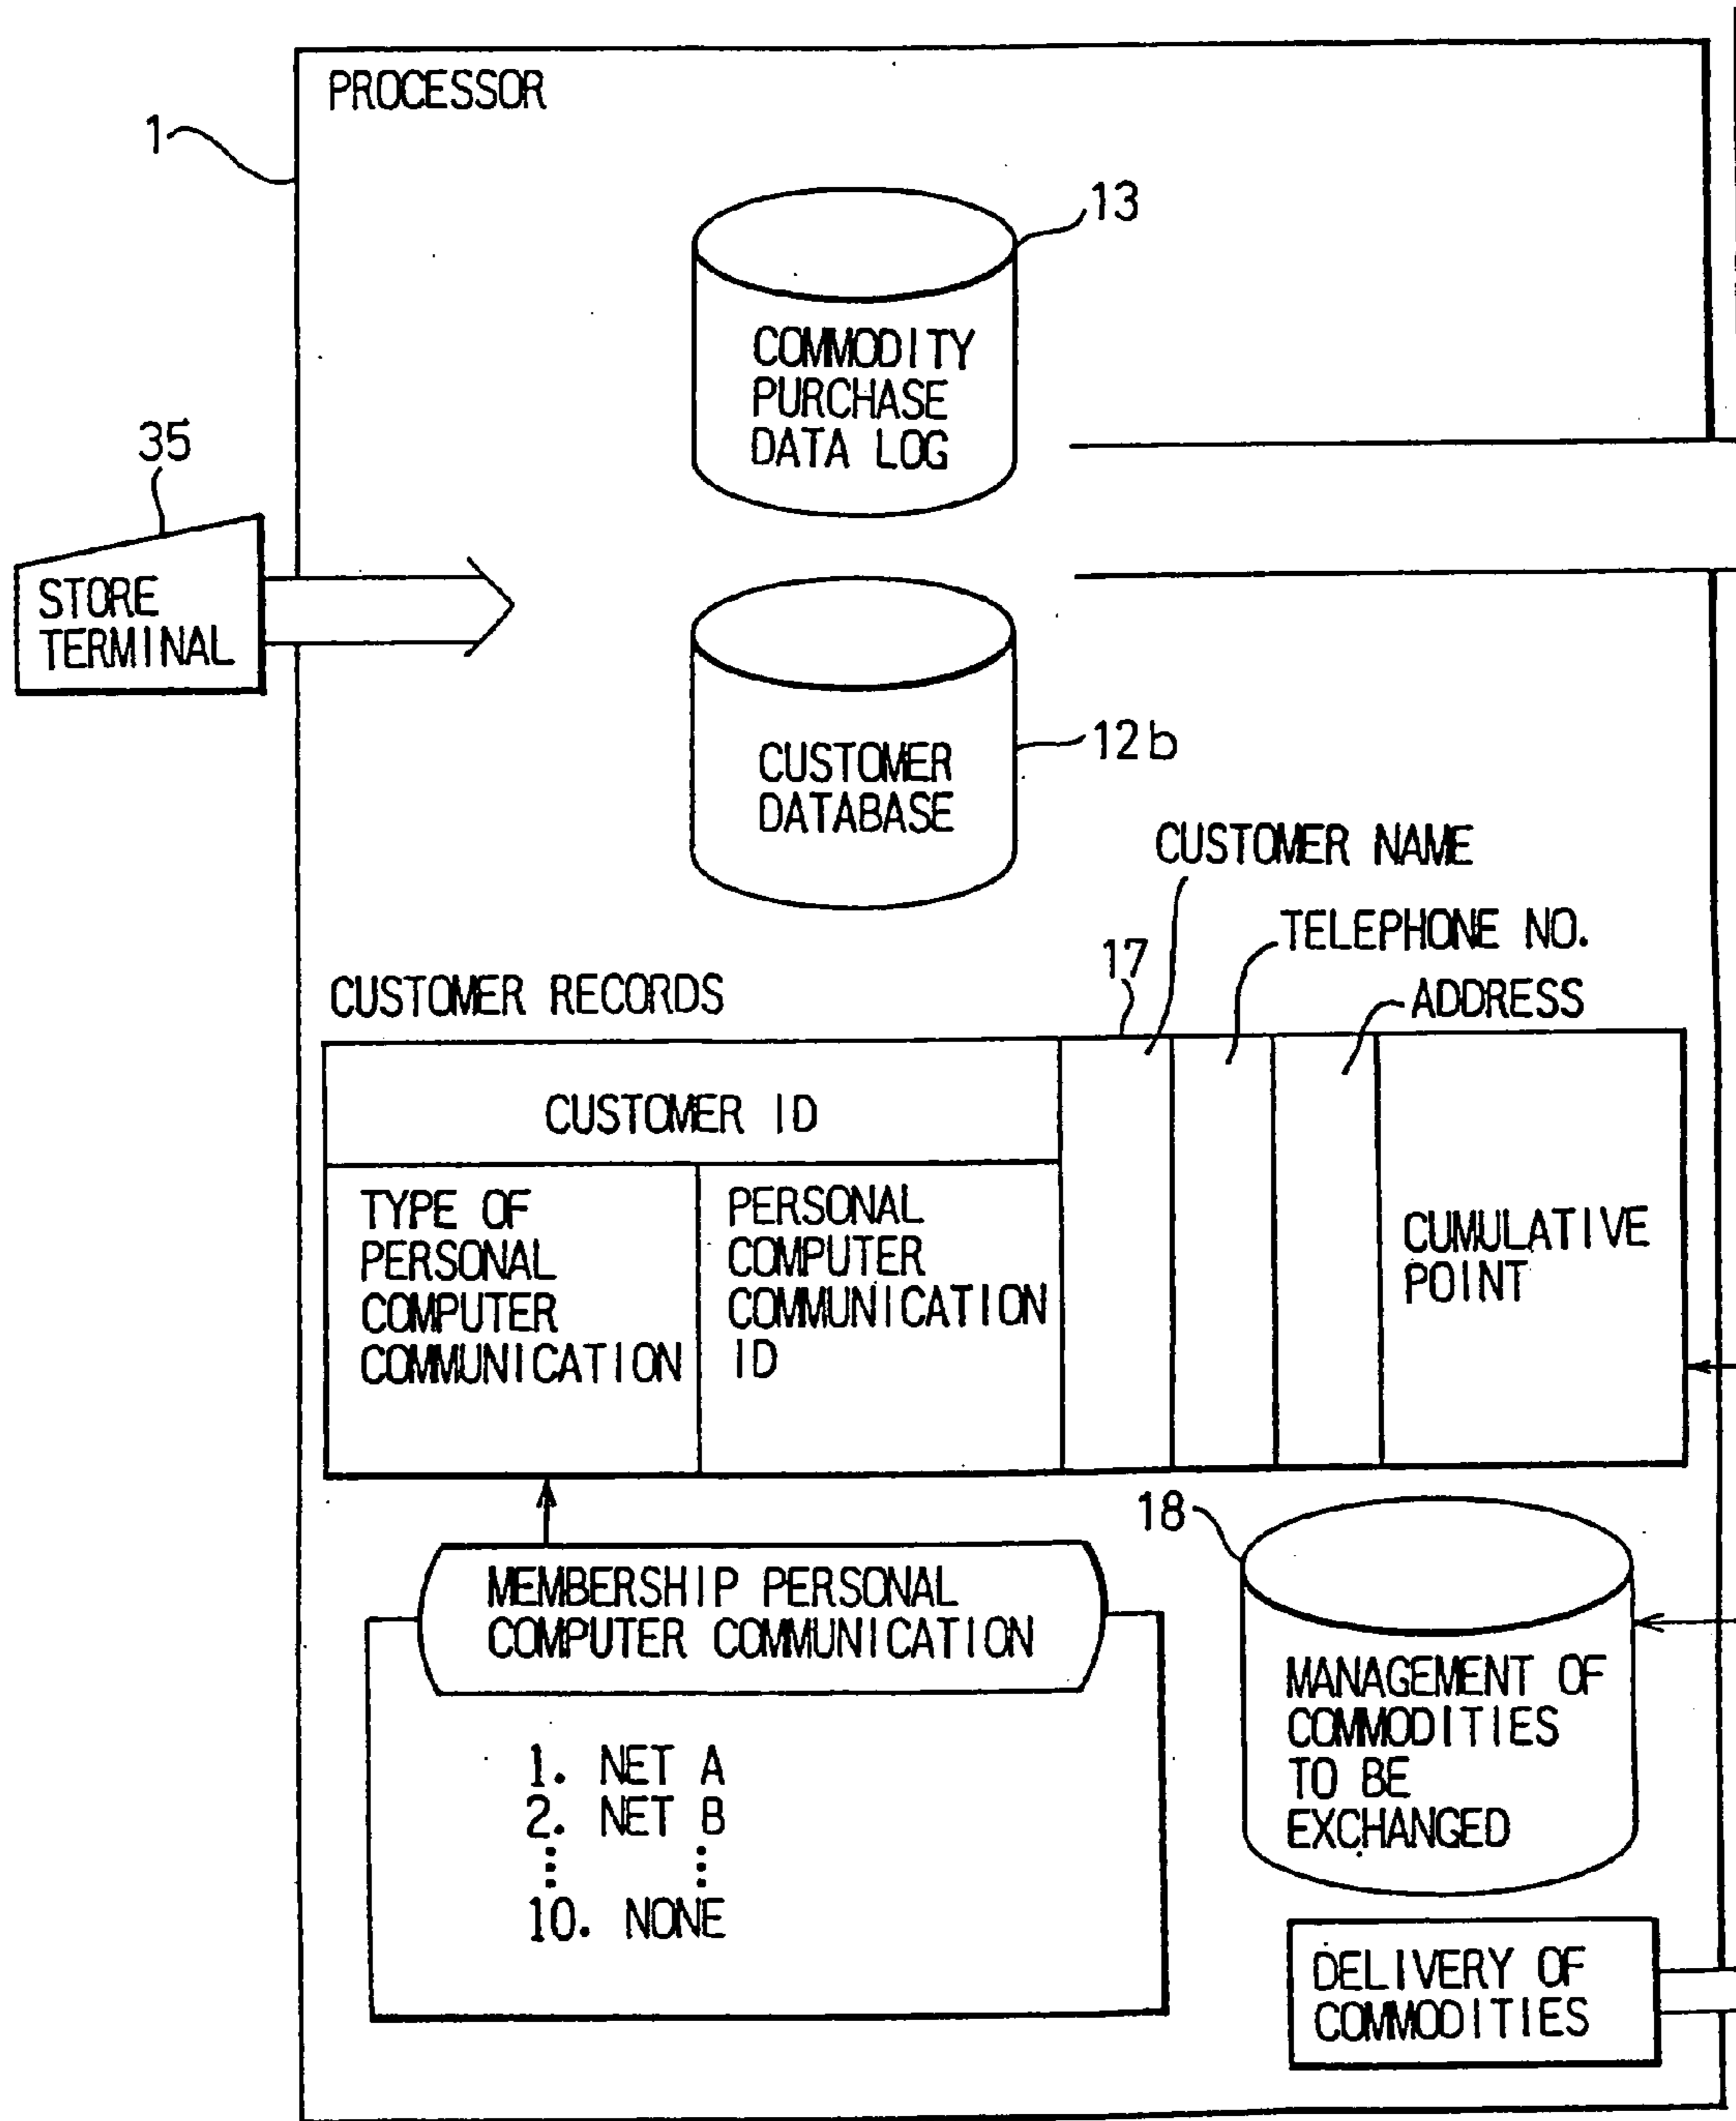 PROCESSOR
1
13
COMMODITY
PURCHASE
DATA LOG
35
STORE
TERMINAL
12b
CUSTOMER
DATABASE
CUSTOMER NAME
TELEPHONE NO.
17
ADDRESS
CUSTOMER RECORDS
CUSTOMER ID
TYPE OF
PERSONAL
COMPUTER
COMMUNICATION
PERSONAL
COMPUTER
COMMUNICATION
ID
CUMULATIVE
POINT
18
MEMBERSHIP PERSONAL
COMPUTER COMMUNICATION
1. NET A
2. NET B
⋮ ⋮
10. NONE
MANAGEMENT OF
COMMODITIES
TO BE
EXCHANGED
DELIVERY OF
COMMODITIES